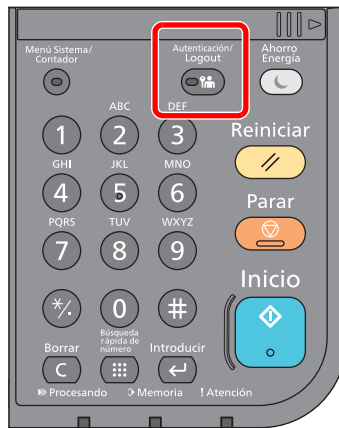 Menú Sistema/
Contador
Autenticación/
Logout
Ahorro
Energía
ABC
DEF
1
2
3
Reiniciar
GHI
JKL
MNO
4
5
6
Parar
PQRS
TUV
WXYZ
7
8
9
Inicio
*/.
0
#
Borrar
Búsqueda
rápida de
número
Introducir
C
Procesando
Memoria
! Atención